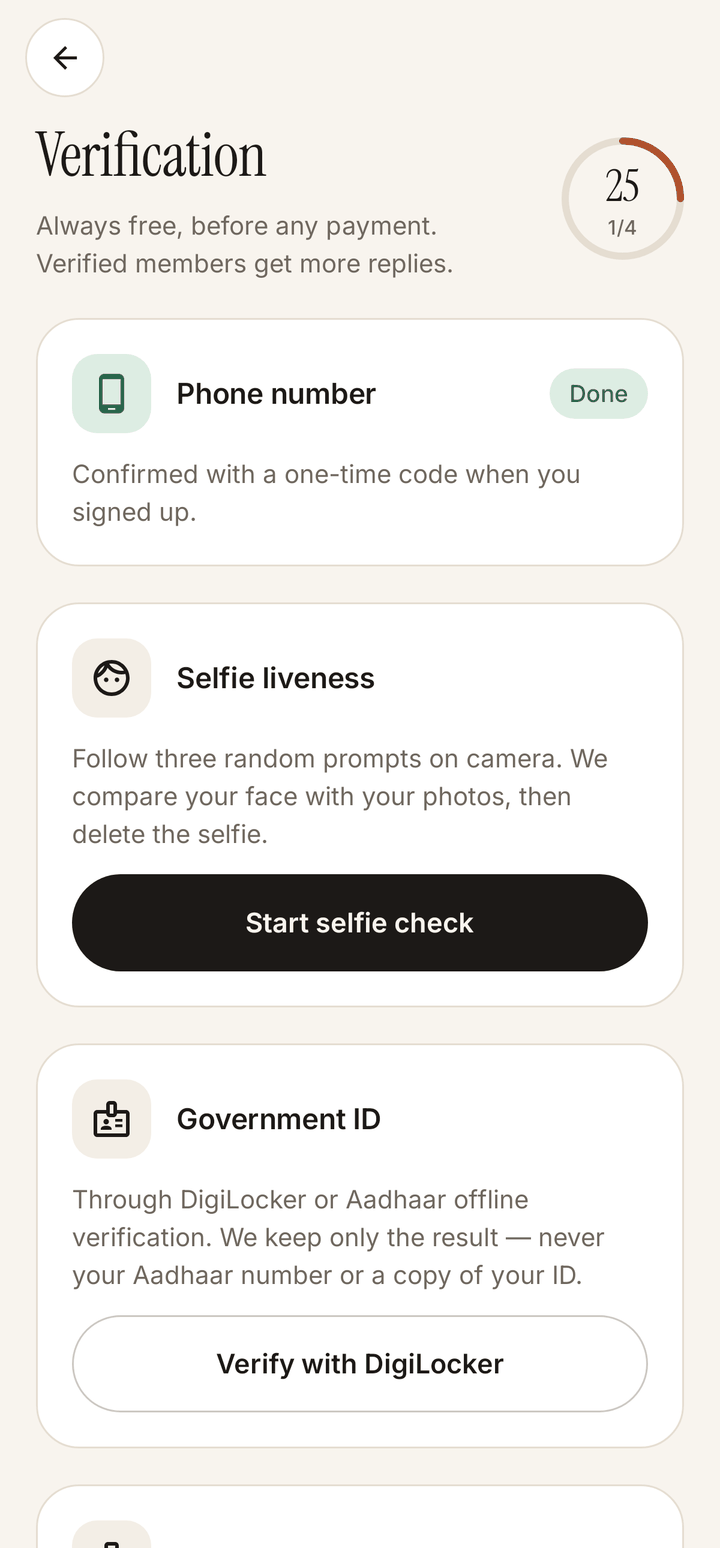 Verification
Always free, before any payment.
Verified members get more replies.
25
1/4
Phone number
Done
Confirmed with a one-time code when you
signed up.
Selfie liveness
Follow three random prompts on camera. We
compare your face with your photos, then
delete the selfie.
Start selfie check
Government ID
Through DigiLocker or Aadhaar offline
verification. We keep only the result — never
your Aadhaar number or a copy of your ID.
Verify with DigiLocker